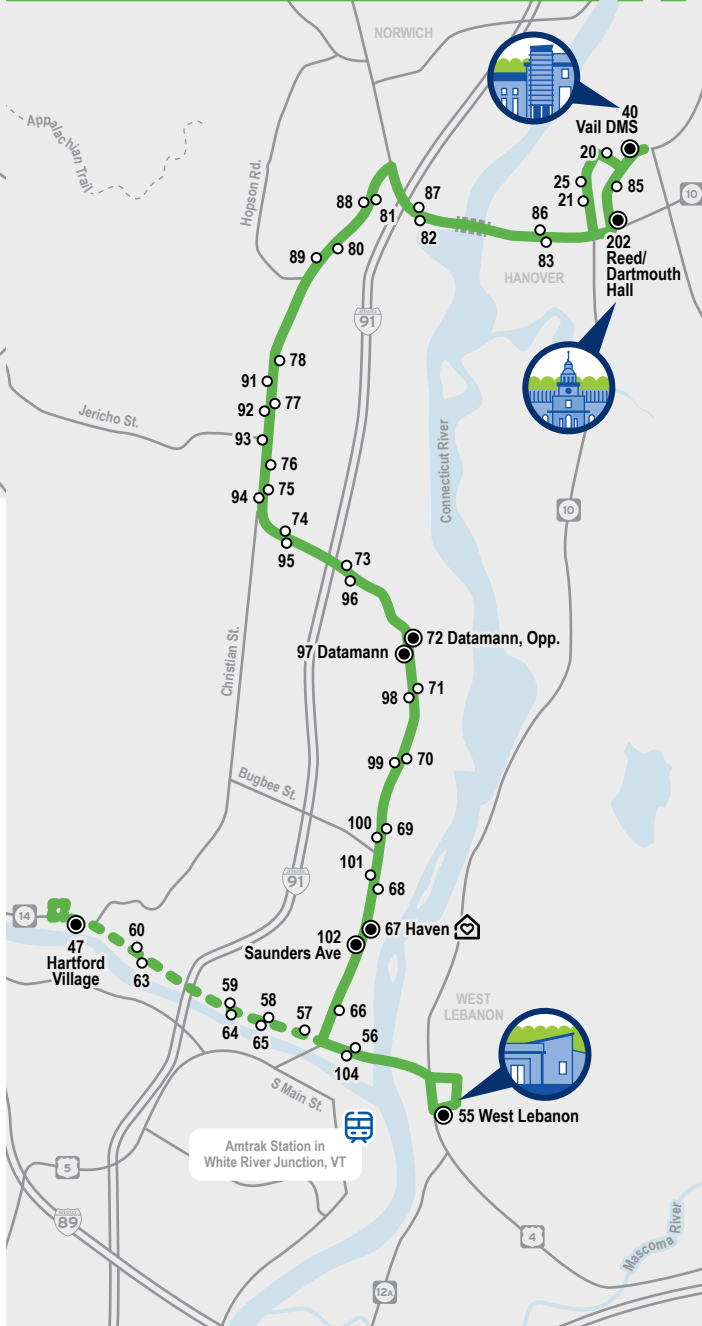 NORWICH
Appalachian Trail
Hopson Rd.
40
Vail DMS
20
25
21
85
10
88
81
87
82
86
83
202
Reed/
Dartmouth
Hall
HANOVER
89
80
91
78
91
77
92
Jericho St.
93
76
75
94
74
95
73
96
Connecticut River
10
72 Datamann, Opp.
97 Datamann
71
98
Christian St.
99
70
Bugbee St.
100
69
101
68
91
14
47
Hartford
Village
60
63
102
Saunders Ave
67 Haven
59
64
58
65
57
66
56
104
WEST
LEBANON
S Main St.
55 West Lebanon
Amtrak Station in
White River Junction, VT
5
89
4
Mascoma River
12A